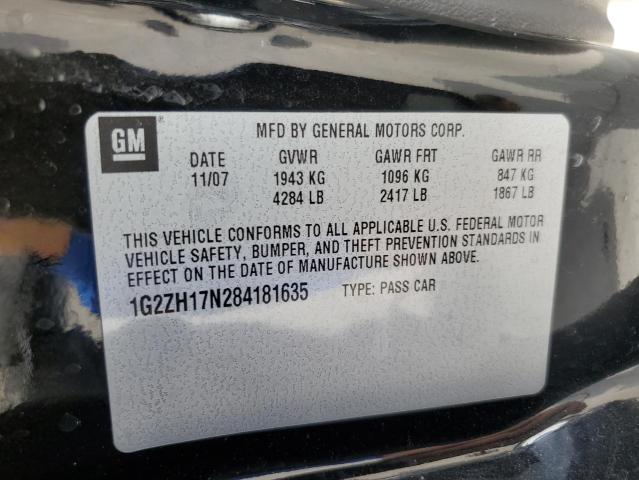 GM
®
MFD BY GENERAL MOTORS CORP.
DATE GVWR GAWR FRT GAWR RR
11/07 1943 KG 1096 KG 847 KG
4284 LB 2417 LB 1867 LB
THIS VEHICLE CONFORMS TO ALL APPLICABLE U.S. FEDERAL MOTOR
VEHICLE SAFETY, BUMPER, AND THEFT PREVENTION STANDARDS IN
EFFECT ON THE DATE OF MANUFACTURE SHOWN ABOVE.
1G2ZH17N284181635 TYPE: PASS CAR